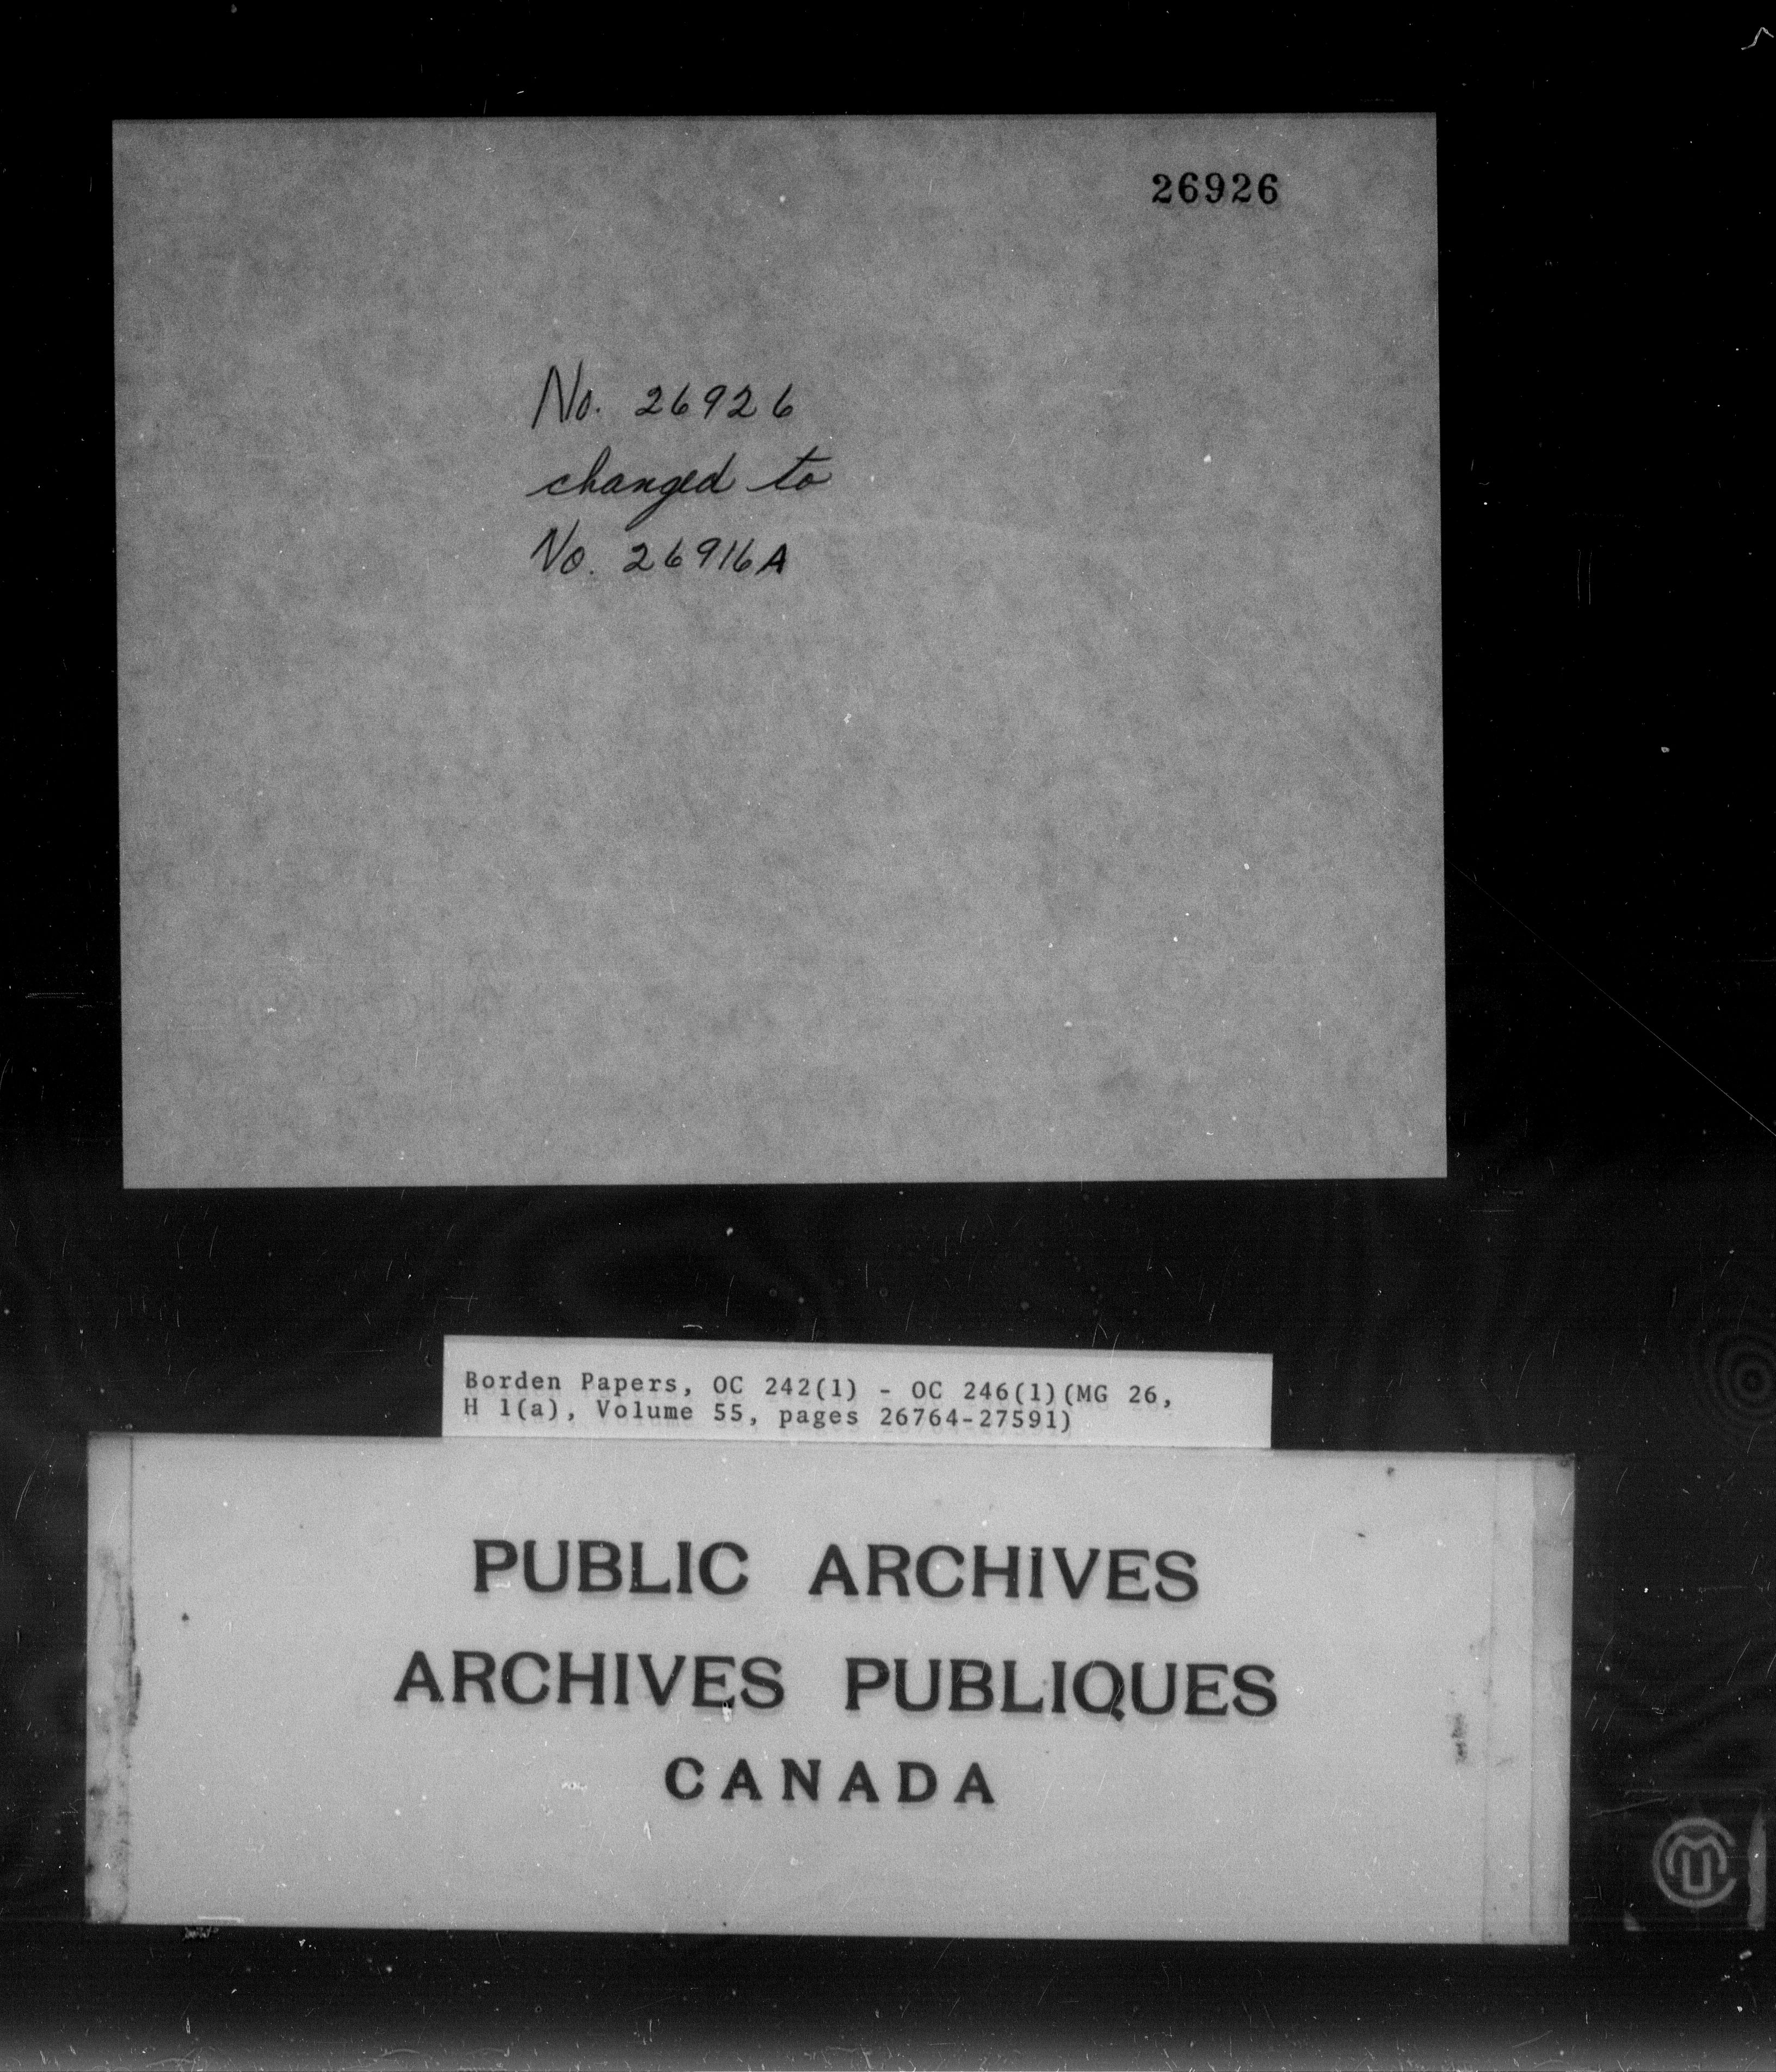 26926
No. 26926
changed to
No. 26916A
Borden Papers, OC 242(1) - OC 246(1)(MG 26,
H 1(a), Volume 55, pages 26764-27591)
PUBLIC ARCHIVES
ARCHIVES PUBLIQUES
CANADA